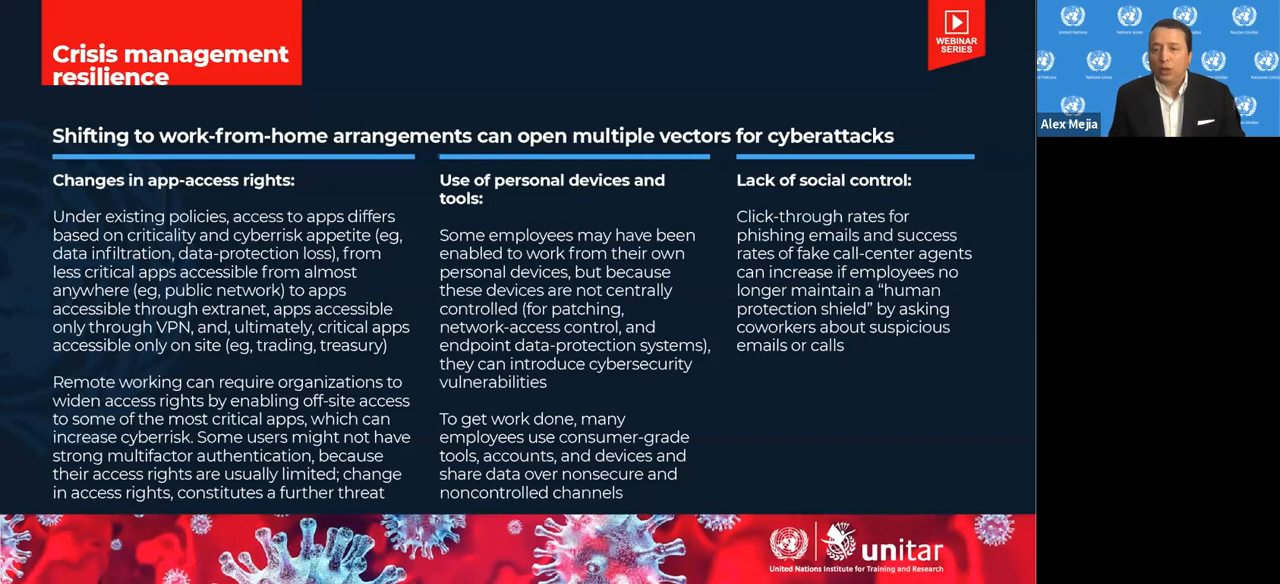 Crisis management
resilience
WEBINAR
SERIES
Shifting to work-from-home arrangements can open multiple vectors for cyberattacks
Changes in app-access rights:
Under existing policies, access to apps differs
based on criticality and cyberrisk appetite (eg,
data infiltration, data-protection loss), from
less critical apps accessible from almost
anywhere (eg, public network) to apps
accessible through extranet, apps accessible
only through VPN, and, ultimately, critical apps
accessible only on site (eg, trading, treasury)
Remote working can require organizations to
widen access rights by enabling off-site access
to some of the most critical apps, which can
increase cyberrisk. Some users might not have
strong multifactor authentication, because
their access rights are usually limited; change
in access rights, constitutes a further threat
Use of personal devices and
tools:
Some employees may have been
enabled to work from their own
personal devices, but because
these devices are not centrally
controlled (for patching,
network-access control, and
endpoint data-protection systems),
they can introduce cybersecurity
vulnerabilities
To get work done, many
employees use consumer-grade
tools, accounts, and devices and
share data over nonsecure and
noncontrolled channels
Lack of social control:
Click-through rates for
phishing emails and success
rates of fake call-center agents
can increase if employees no
longer maintain a “human
protection shield” by asking
coworkers about suspicious
emails or calls
unitar
United Nations Institute for Training and Research
Alex Mejia